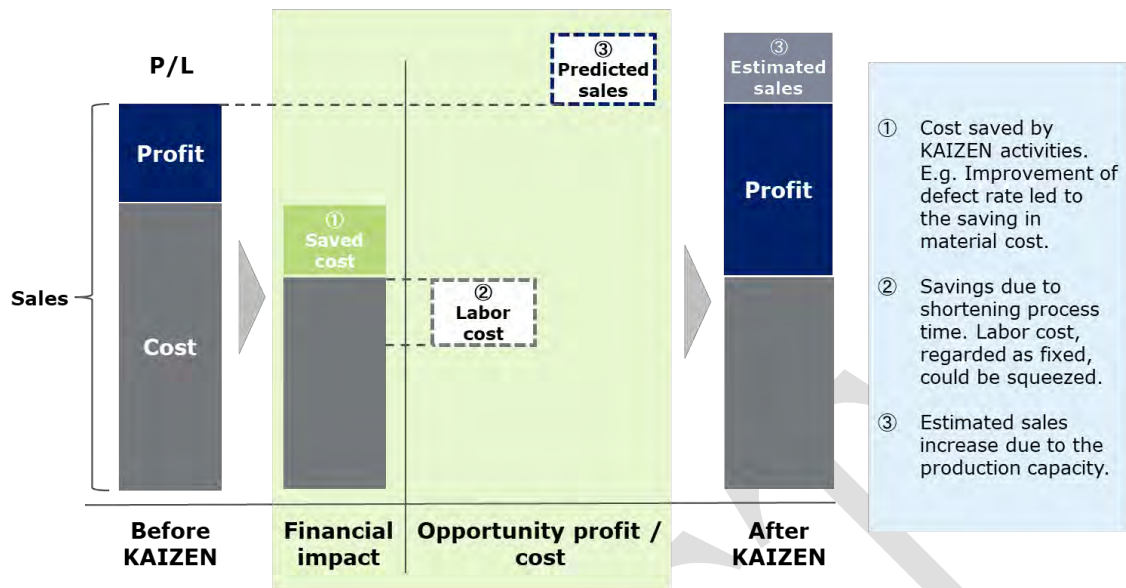 P/L
Profit
Sales
Cost
①
Saved
cost
②
Labor
cost
③
Predicted
sales
③
Estimated
sales
Profit
Before
KAIZEN
Financial
impact
Opportunity profit /
cost
After
KAIZEN
① Cost saved by
KAIZEN activities.
E.g. Improvement of
defect rate led to
the saving in
material cost.
② Savings due to
shortening process
time. Labor cost,
regarded as fixed,
could be squeezed.
③ Estimated sales
increase due to the
production capacity.